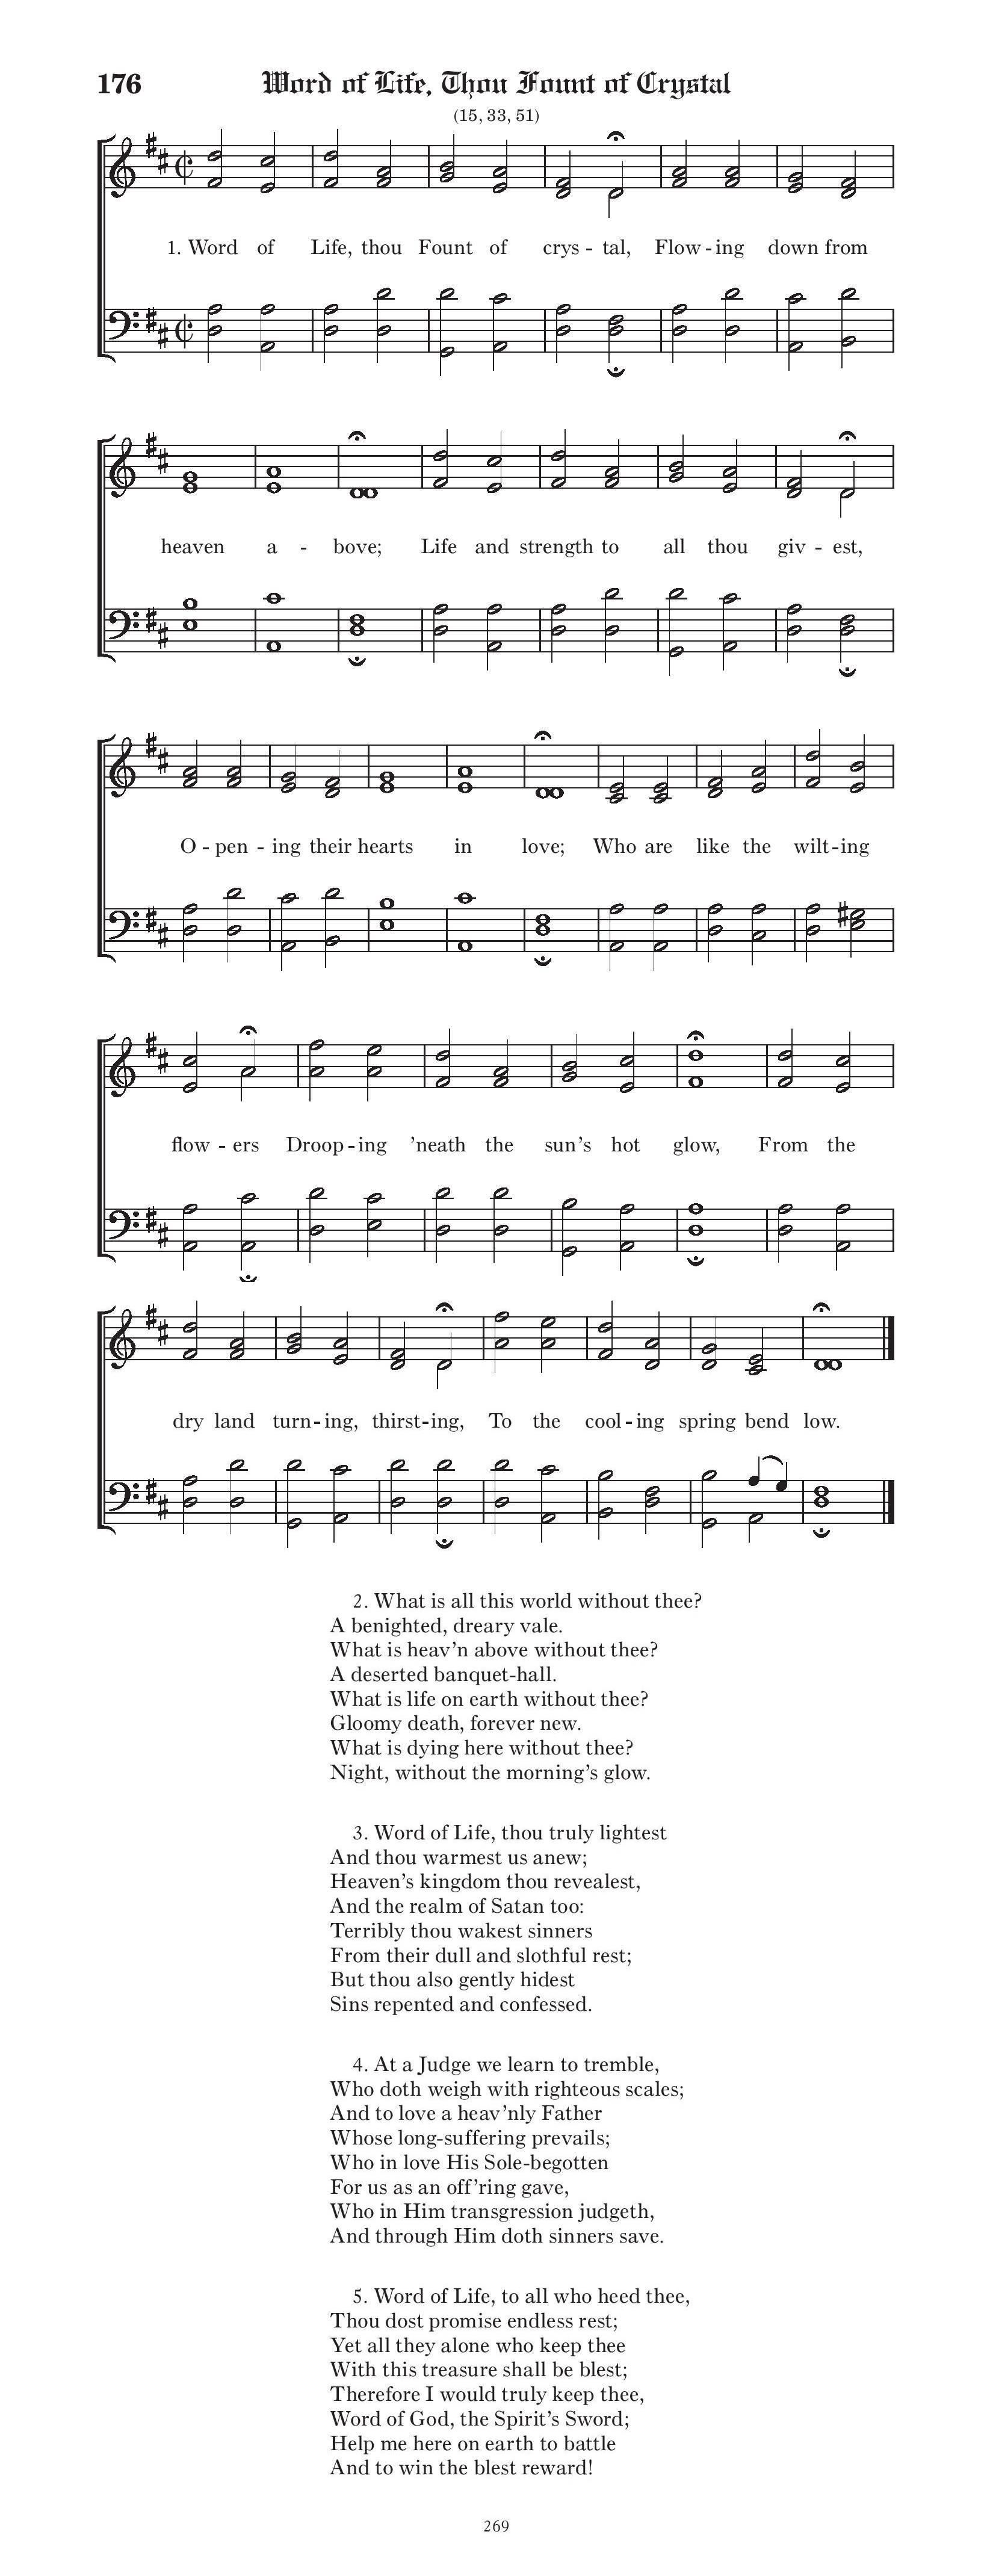 176 Word of Life, Thou Fount of Crystal
(15, 33, 51)
1. Word of Life, thou Fount of crys - tal, Flow - ing down from
heaven a - bove; Life and strength to all thou giv - est,
O - pen - ing their hearts in love; Who are like the wilt - ing
flow - ers Droop - ing ’neath the sun’s hot glow, From the
dry land turn - ing, thirst - ing, To the cool - ing spring bend low.
2. What is all this world without thee?
A benighted, dreary vale.
What is heav’n above without thee?
A deserted banquet-hall.
What is life on earth without thee?
Gloomy death, forever new.
What is dying here without thee?
Night, without the morning’s glow.
3. Word of Life, thou truly lightest
And thou warmest us anew;
Heaven’s kingdom thou revealest,
And the realm of Satan too:
Terribly thou wakest sinners
From their dull and slothful rest;
But thou also gently hidest
Sins repented and confessed.
4. At a Judge we learn to tremble,
Who doth weigh with righteous scales;
And to love a heav’nly Father
Whose long-suffering prevails;
Who in love His Sole-begotten
For us as an off’ring gave,
Who in Him transgression judgeth,
And through Him doth sinners save.
5. Word of Life, to all who heed thee,
Thou dost promise endless rest;
Yet all they alone who keep thee
With this treasure shall be blest;
Therefore I would truly keep thee,
Word of God, the Spirit’s Sword;
Help me here on earth to battle
And to win the blest reward!
269